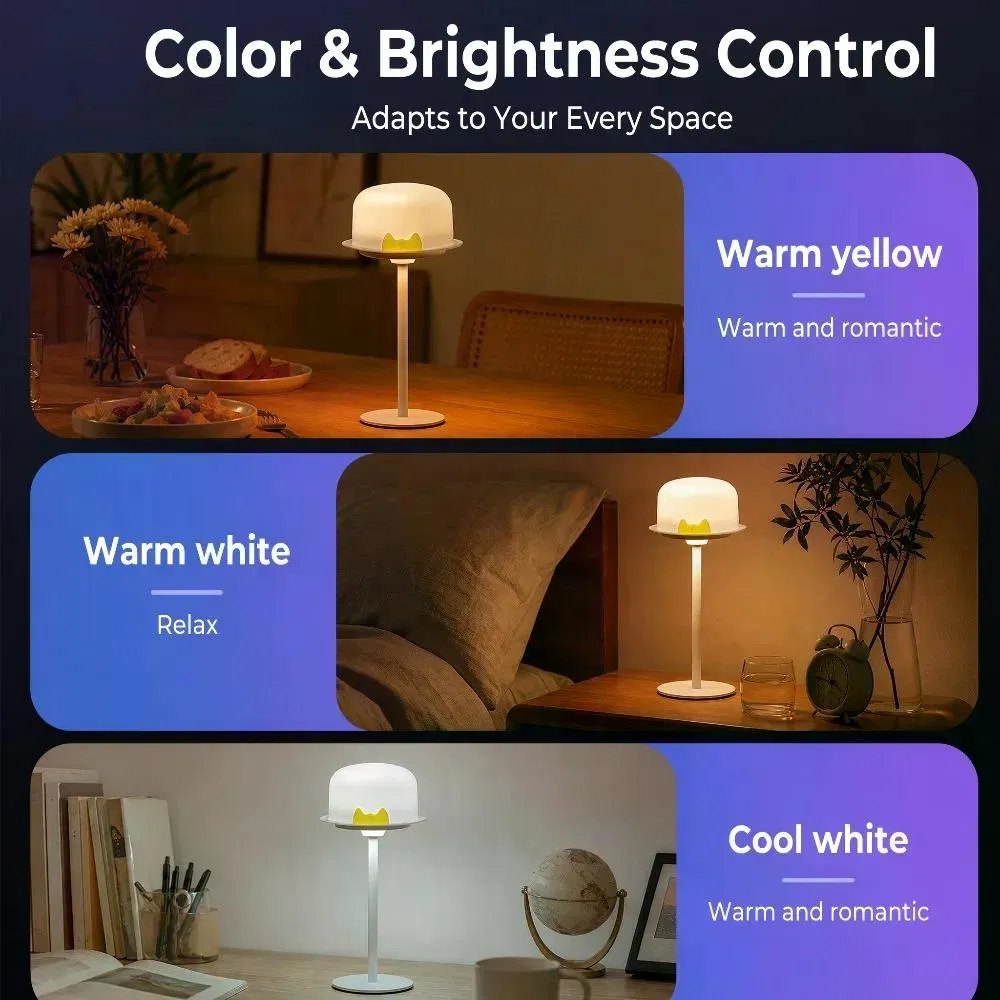 Color & Brightness Control
Adapts to Your Every Space
Warm yellow
Warm and romantic
Warm white
Relax
Cool white
Warm and romantic